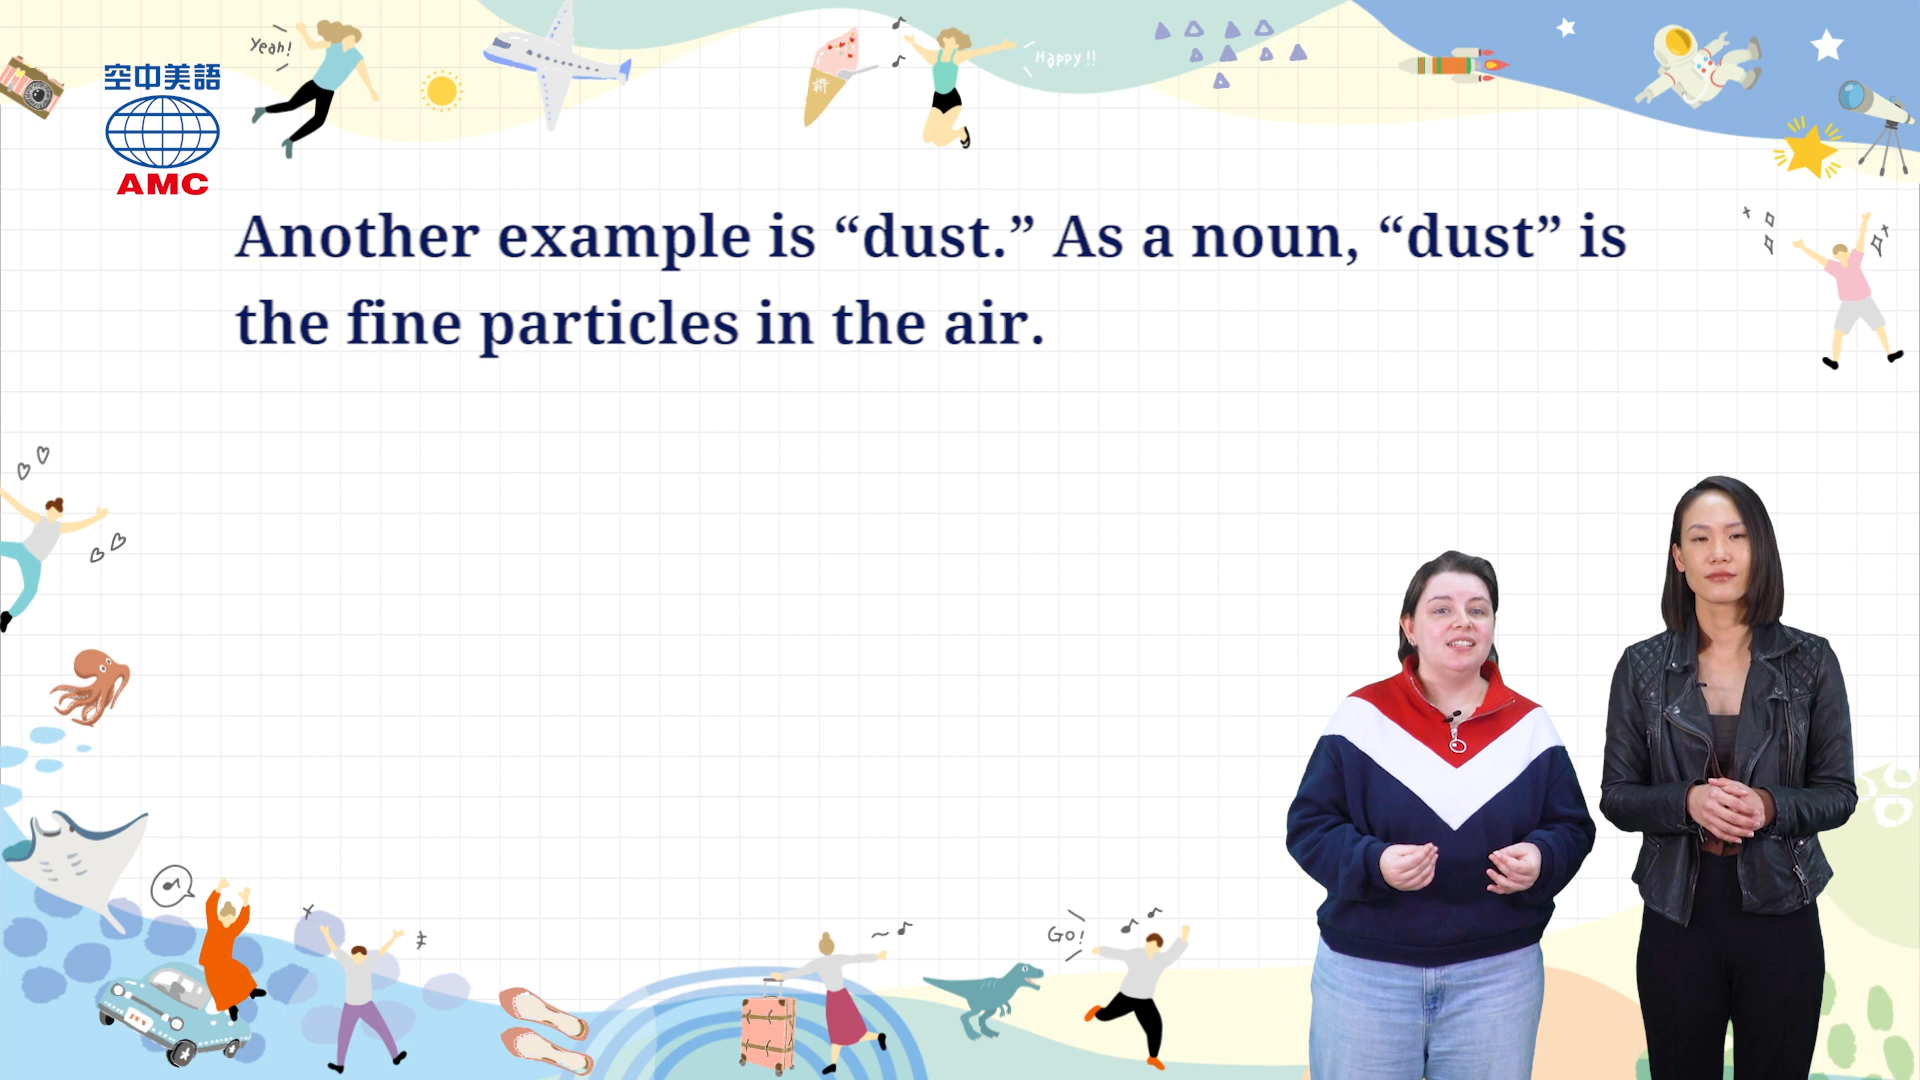 Yeah!
Happy!!
空中美語
AMC
Another example is “dust.” As a noun, “dust” is
the fine particles in the air.
Go!